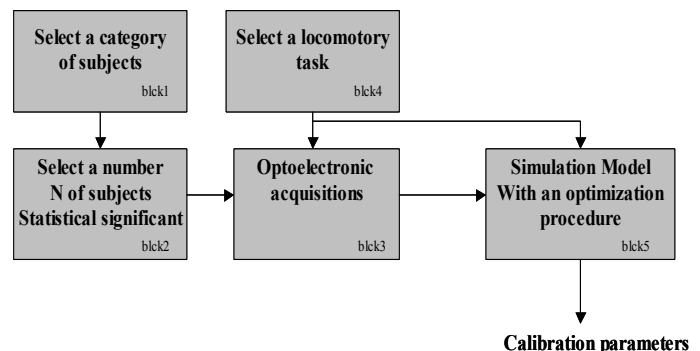 Select a category
of subjects
blck1
Select a locomotory
task
blck4
Select a number
N of subjects
Statistical significant
blck2
Optoelectronic
acquisitions
blck3
Simulation Model
With an optimization
procedure
blck5
Calibration parameters